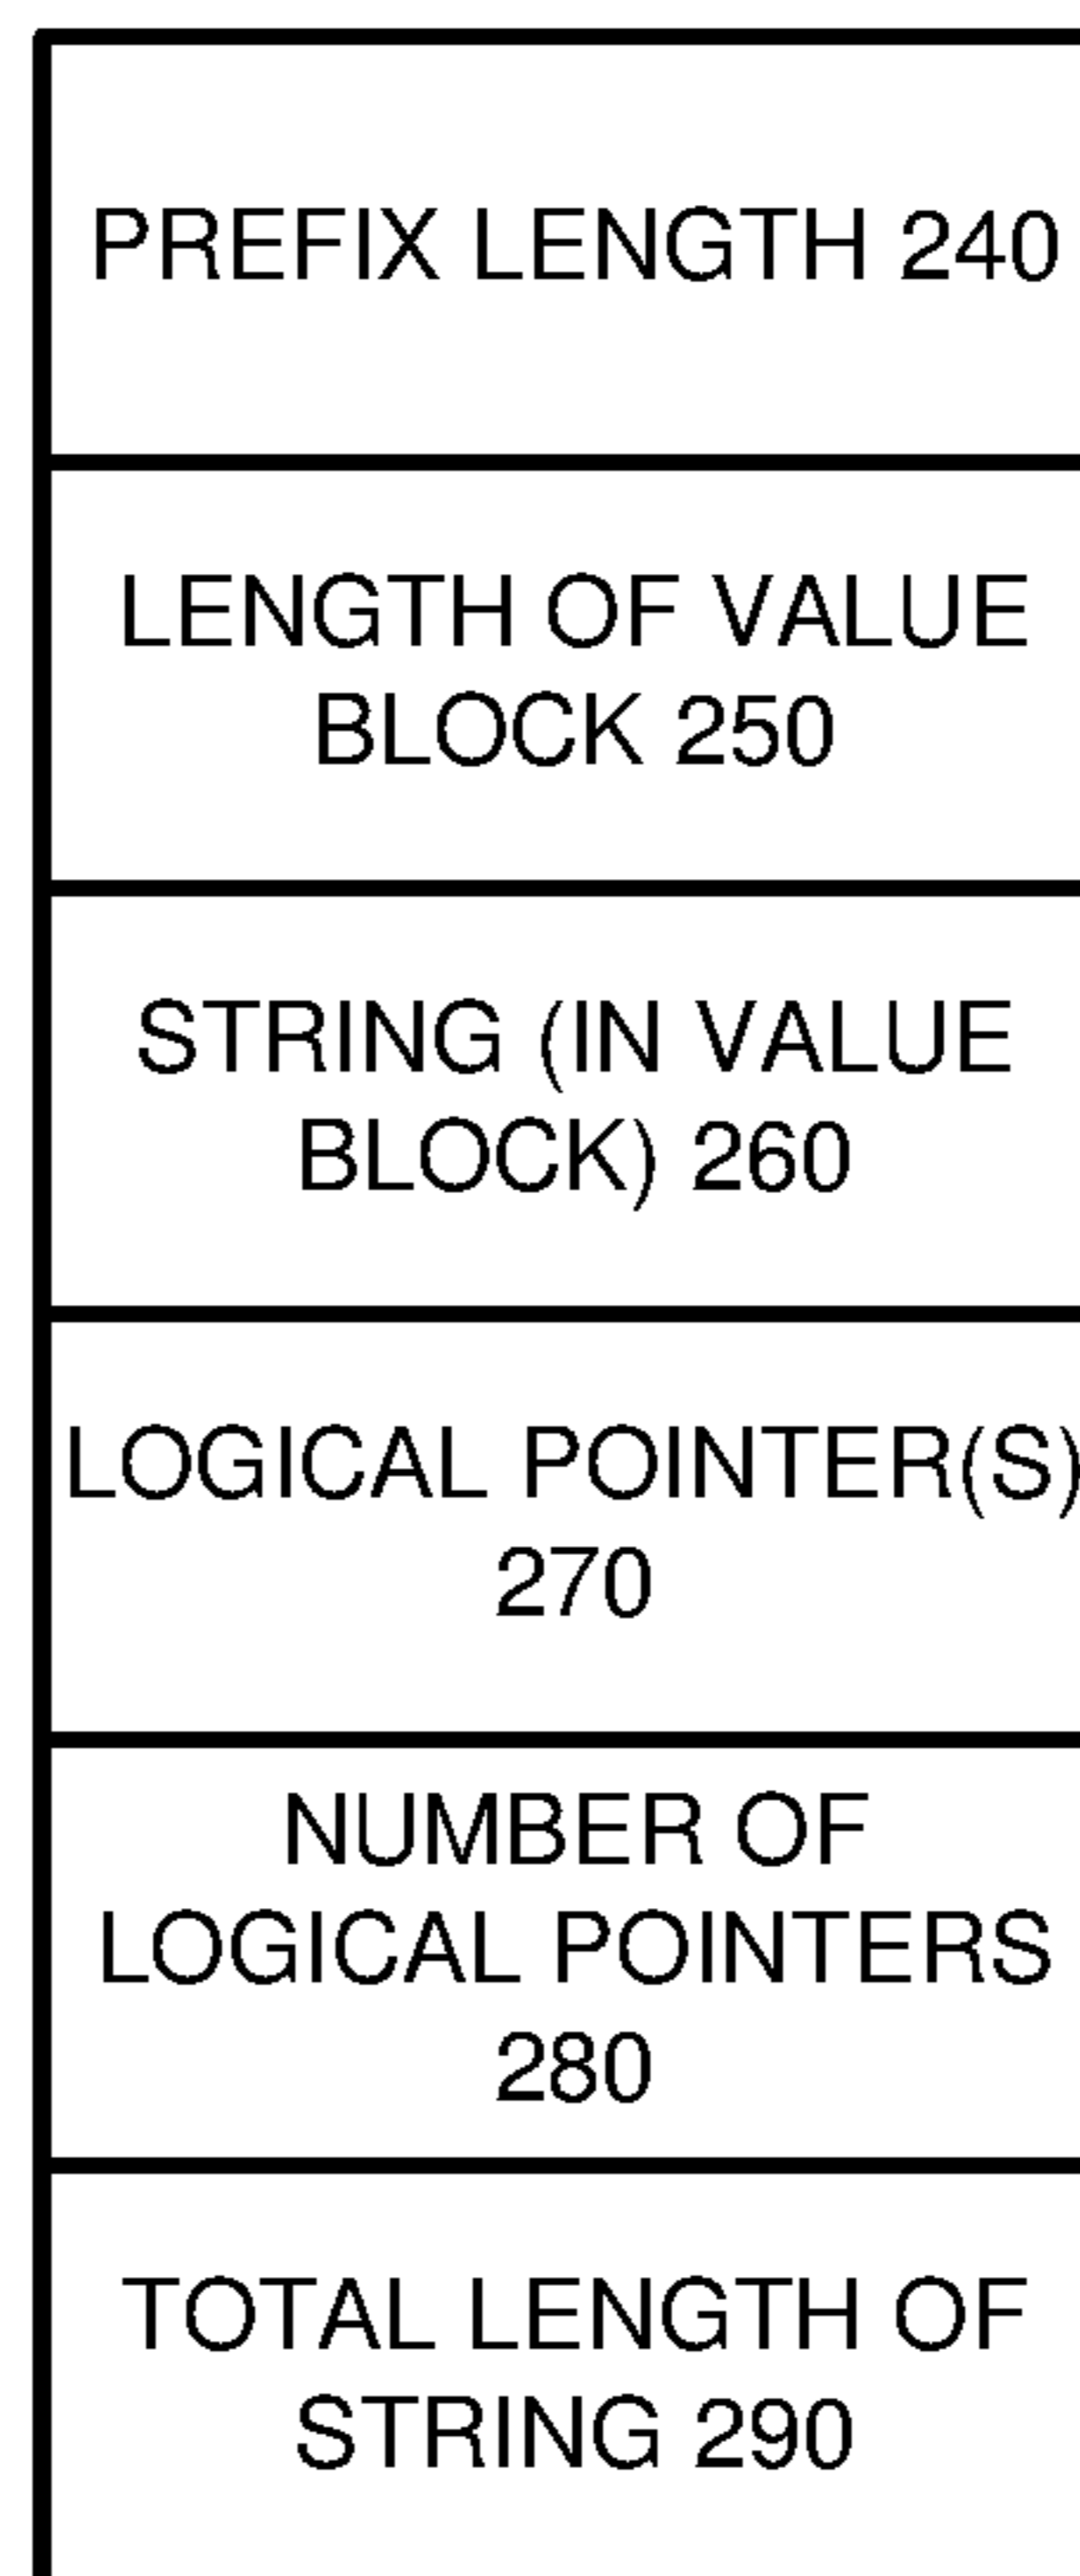 PREFIX LENGTH 240
LENGTH OF VALUE
BLOCK 250
STRING (IN VALUE
BLOCK) 260
LOGICAL POINTER(S)
270
NUMBER OF
LOGICAL POINTERS
280
TOTAL LENGTH OF
STRING 290